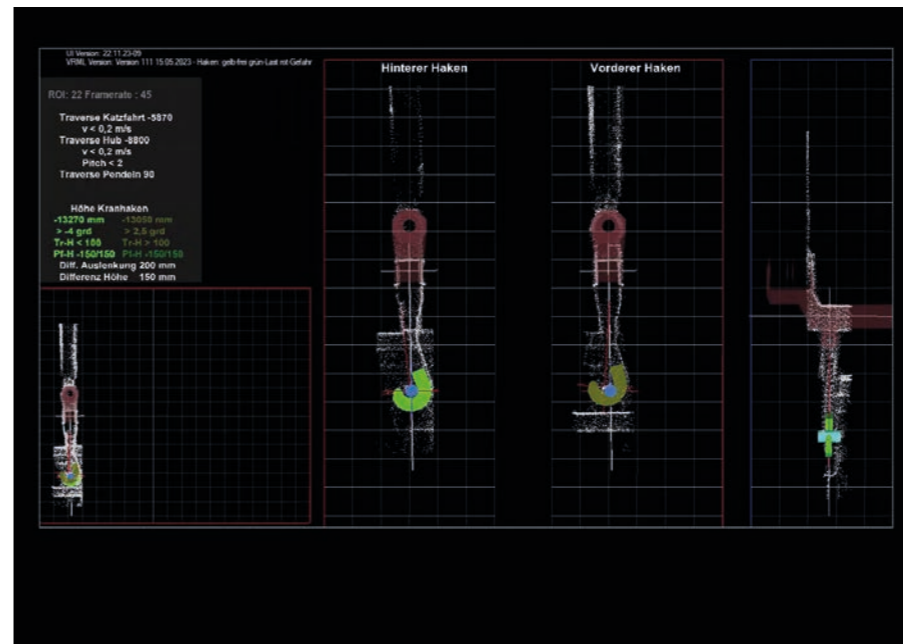 UI Version: 22.11.23-09
VRML Version: Version 111 15.05.2023 - Haken: gelb-frei grün-Last rot-Gefahr
ROI: 22 Framerate : 45
Traverse Katzfahrt -5870
v < 0,2 m/s
Traverse Hub -8800
v < 0,2 m/s
Pitch < 2
Traverse Pendeln 90
Höhe Kranhaken
-13270 mm -13050 mm
> -4 grd > 2,5 grd
Tr-H < 100 Tr-H > 100
Pf-H -150/150 Pf-H -150/150
Diff. Auslenkung 200 mm
Differenz Höhe 150 mm
Hinterer Haken
Vorderer Haken